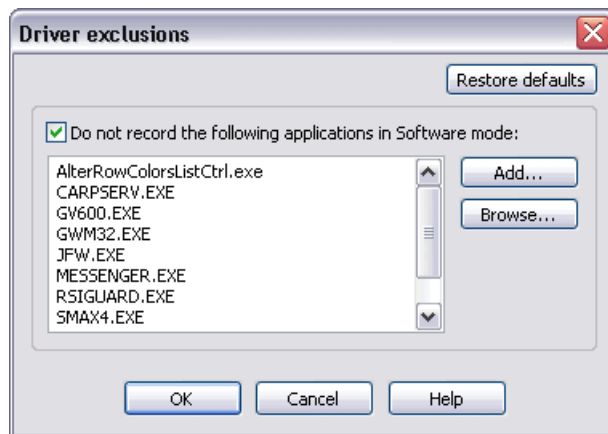 Driver exclusions
Restore defaults
Do not record the following applications in Software mode:
AlterRowColorsListCtrl.exe
CARPSERV.EXE
GV600.EXE
GWM32.EXE
JFW.EXE
MESSENGER.EXE
RSIGUARD.EXE
SMAX4.EXE
Add...
Browse...
OK
Cancel
Help